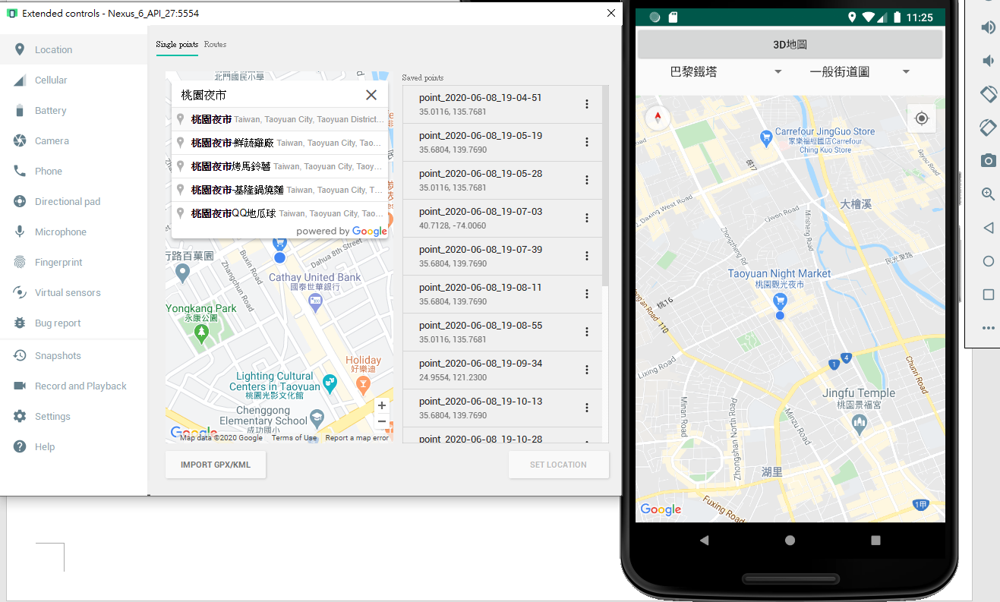 Extended controls - Nexus_6_API_27:5554
Location
Cellular
Battery
Camera
Phone
Directional pad
Microphone
Fingerprint
Virtual sensors
Bug report
Snapshots
Record and Playback
Settings
Help
Single points
Routes
北門國民小學
桃園夜市
桃園夜市 Taiwan, Taoyuan City, Taoyuan District...
桃園夜市-鮮蔬雞廠 Taiwan, Taoyuan City, Tao...
桃園夜市烤馬鈴薯 Taiwan, Taoyuan City, Taoy...
桃園夜市-基隆鍋燒麵 Taiwan, Taoyuan City, T...
桃園夜市QQ地瓜球 Taiwan, Taoyuan City, Tao...
powered by Google
行路百菓園
Buxin Road
Dahua 8th Street
Zhangchun Road
Cathay United Bank
國泰世華銀行
Yongkang Park
永康公園
Holiday
好樂迪
Lighting Cultural
Centers in Taoyuan
桃園光影文化館
Chenggong
Elementary School
成功國小
+
−
Google
Map data ©2020 Google
Terms of Use
Report a map error
IMPORT GPX/KML
Saved points
point_2020-06-08_19-04-51
35.0116, 135.7681
point_2020-06-08_19-05-19
35.6804, 139.7690
point_2020-06-08_19-05-28
35.0116, 135.7681
point_2020-06-08_19-07-03
40.7128, -74.0060
point_2020-06-08_19-07-39
35.6804, 139.7690
point_2020-06-08_19-08-11
35.6804, 139.7690
point_2020-06-08_19-08-55
35.0116, 135.7681
point_2020-06-08_19-09-34
24.9554, 121.2300
point_2020-06-08_19-10-13
35.6804, 139.7690
point_2020-06-08_19-10-28
SET LOCATION
11:25
3D地圖
巴黎鐵塔
一般街道圖
Carrefour JingGuo Store
家樂福經國店Carrefour
Ching Kuo Store
Dayou Road
桃17
2, Daxing West Road
大檜溪
Liwen Road
Minsheng Road
Zhongzheng Rd
民光東路
Taoyuan Night Market
桃園觀光夜市
桃16
110
1
4
Lixing Road
Chunri Road
Jingfu Temple
桃園景福宮
Minan Road
Zhongshan North Road
Minzu Road
湖里
Fuxing Road
1甲
Google